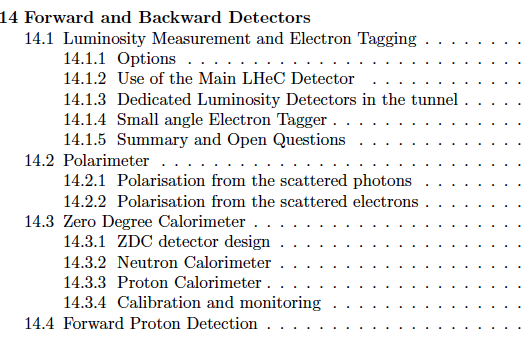 14 Forward and Backward Detectors
14.1 Luminosity Measurement and Electron Tagging . . . . . . . .
14.1.1 Options . . . . . . . . . . . . . . . . . . . . . . . . . .
14.1.2 Use of the Main LHeC Detector . . . . . . . . . . . .
14.1.3 Dedicated Luminosity Detectors in the tunnel . . . . .
14.1.4 Small angle Electron Tagger . . . . . . . . . . . . . . .
14.1.5 Summary and Open Questions . . . . . . . . . . . . .
14.2 Polarimeter . . . . . . . . . . . . . . . . . . . . . . . . . . . .
14.2.1 Polarisation from the scattered photons . . . . . . . .
14.2.2 Polarisation from the scattered electrons . . . . . . . .
14.3 Zero Degree Calorimeter . . . . . . . . . . . . . . . . . . . . .
14.3.1 ZDC detector design . . . . . . . . . . . . . . . . . . .
14.3.2 Neutron Calorimeter . . . . . . . . . . . . . . . . . . .
14.3.3 Proton Calorimeter . . . . . . . . . . . . . . . . . . . .
14.3.4 Calibration and monitoring . . . . . . . . . . . . . . .
14.4 Forward Proton Detection . . . . . . . . . . . . . . . . . . . .